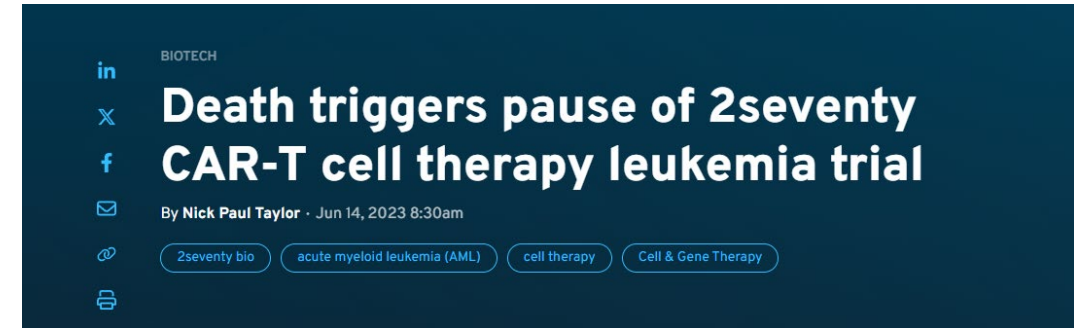 BIOTECH
Death triggers pause of 2seventy
CAR-T cell therapy leukemia trial
By Nick Paul Taylor · Jun 14, 2023 8:30am
2seventy bio
acute myeloid leukemia (AML)
cell therapy
Cell & Gene Therapy